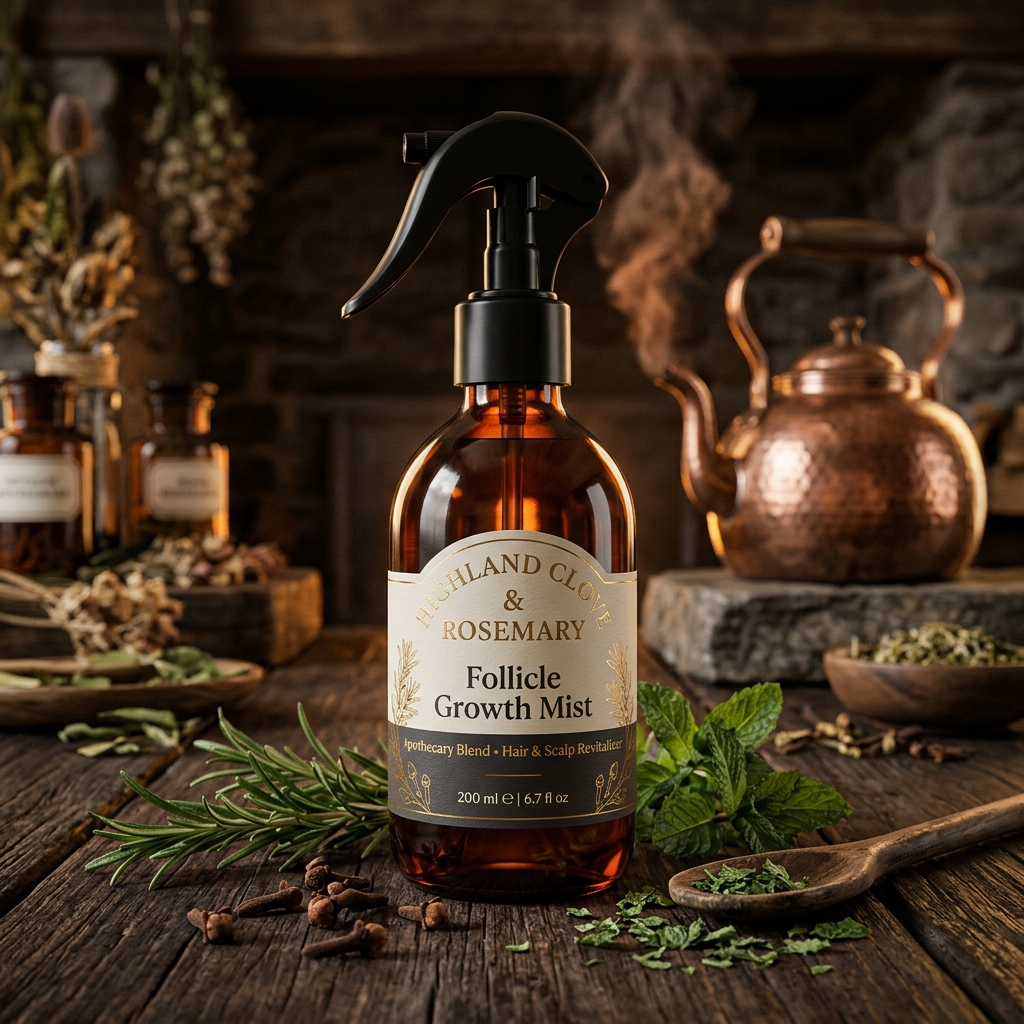 HIGHLAND CLOVE
&
ROSEMARY
Follicle
Growth Mist
Apothecary Blend • Hair & Scalp Revitalizer
200 ml ℮ | 6.7 fl oz